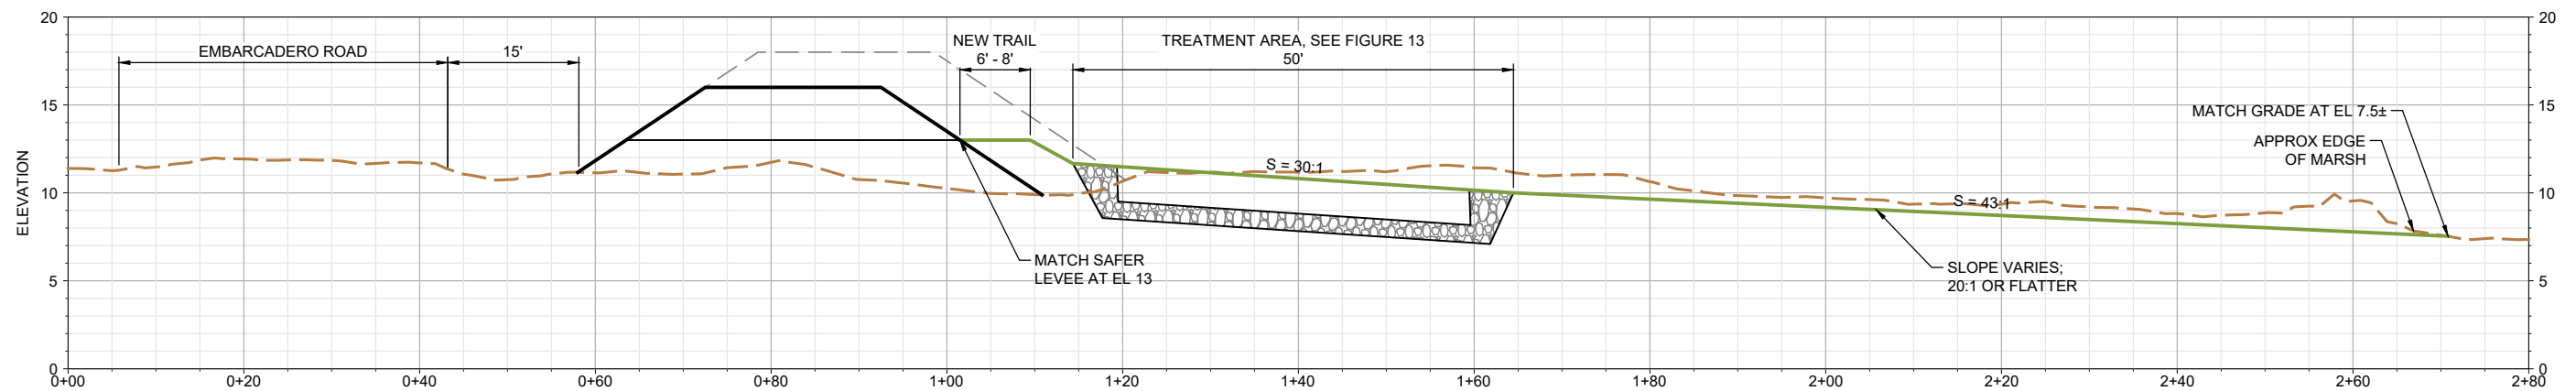 20
20
EMBARCADERO ROAD
15'
NEW TRAIL
6' - 8'
TREATMENT AREA, SEE FIGURE 13
50'
15
15
MATCH GRADE AT EL 7.5±
APPROX EDGE
OF MARSH
ELEVATION
S = 30:1
10
10
S = 43:1
MATCH SAFER
LEVEE AT EL 13
SLOPE VARIES;
20:1 OR FLATTER
5
5
0
0
0+00
0+20
0+40
0+60
0+80
1+00
1+20
1+40
1+60
1+80
2+00
2+20
2+40
2+60
2+80